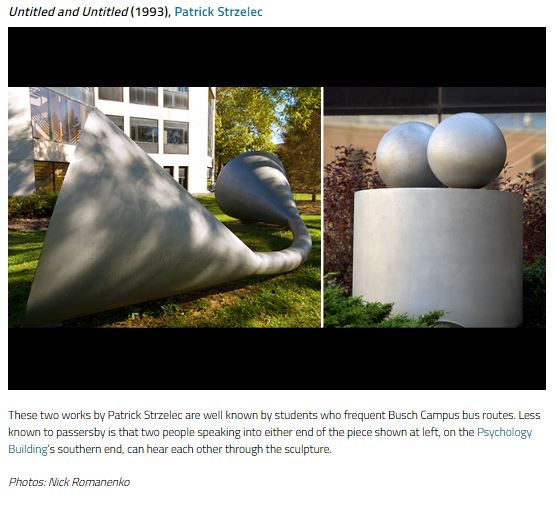 Untitled and Untitled (1993), Patrick Strzelec
These two works by Patrick Strzelec are well known by students who frequent Busch Campus bus routes. Less
known to passersby is that two people speaking into either end of the piece shown at left, on the Psychology
Building's southern end, can hear each other through the sculpture.
Photos: Nick Romanenko